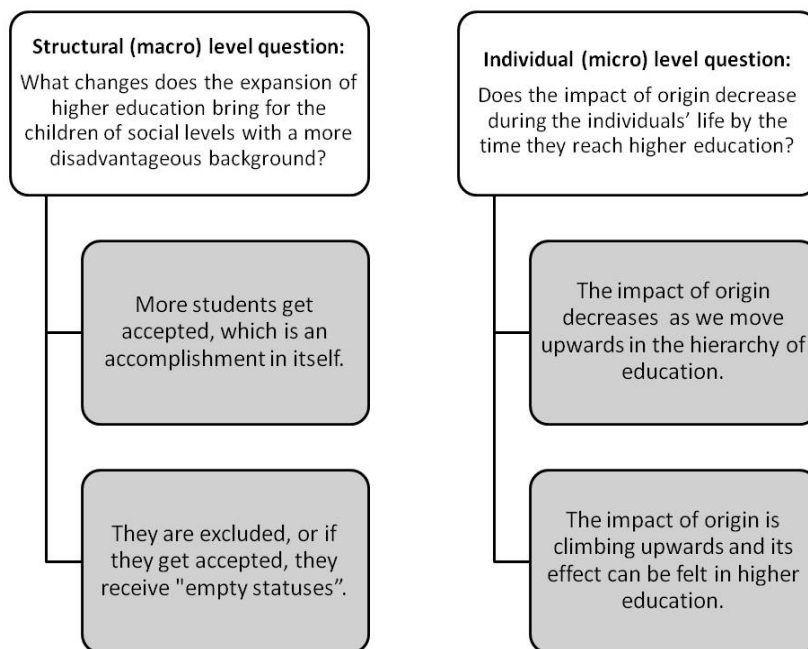 Structural (macro) level question:
What changes does the expansion of
higher education bring for the
children of social levels with a more
disadvantageous background?
More students get
accepted, which is an
accomplishment in itself.
They are excluded, or if
they get accepted, they
receive "empty statuses”.
Individual (micro) level question:
Does the impact of origin decrease
during the individuals’ life by the
time they reach higher education?
The impact of origin
decreases  as we move
upwards in the hierarchy of
education.
The impact of origin is
climbing upwards and its
effect can be felt in higher
education.